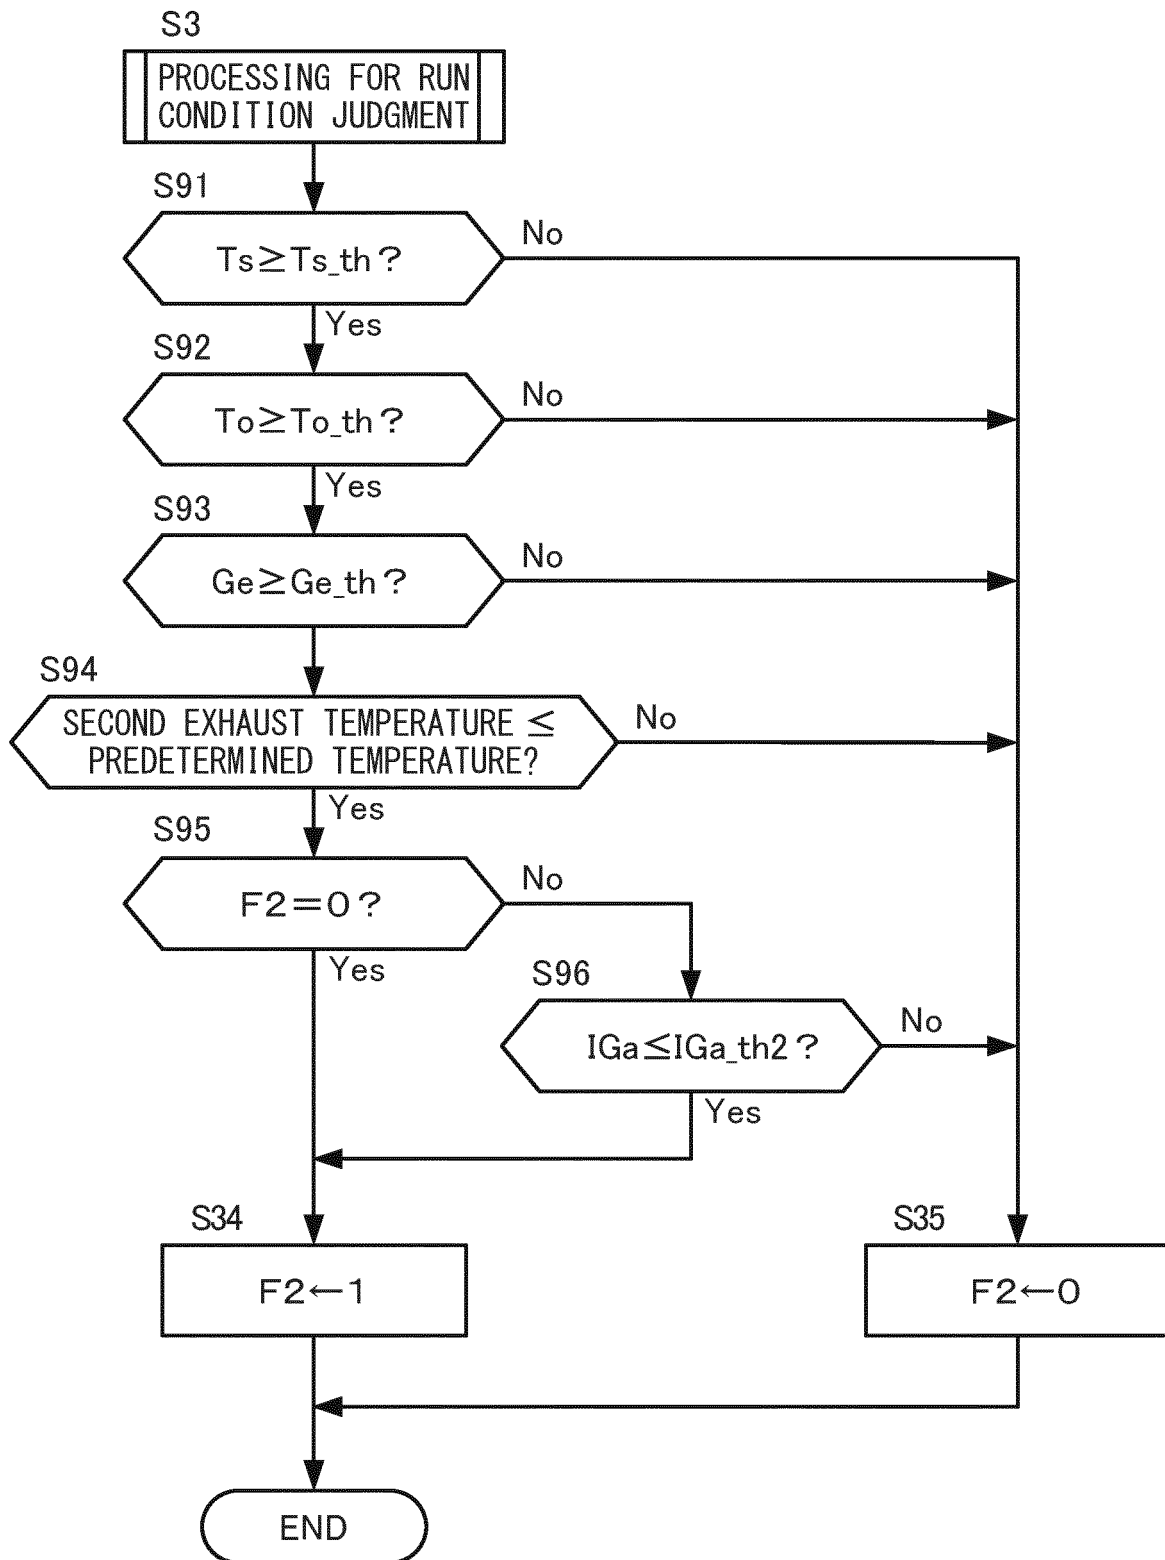 S3
PROCESSING FOR RUN
CONDITION JUDGMENT
S91
Ts≥Ts_th?
No
Yes
S92
To≥To_th?
No
Yes
S93
Ge≥Ge_th?
No
S94
SECOND EXHAUST TEMPERATURE ≤
PREDETERMINED TEMPERATURE?
No
Yes
S95
F2=0?
No
Yes
S96
IGa≤IGa_th2?
No
Yes
S34
F2←1
S35
F2←0
END